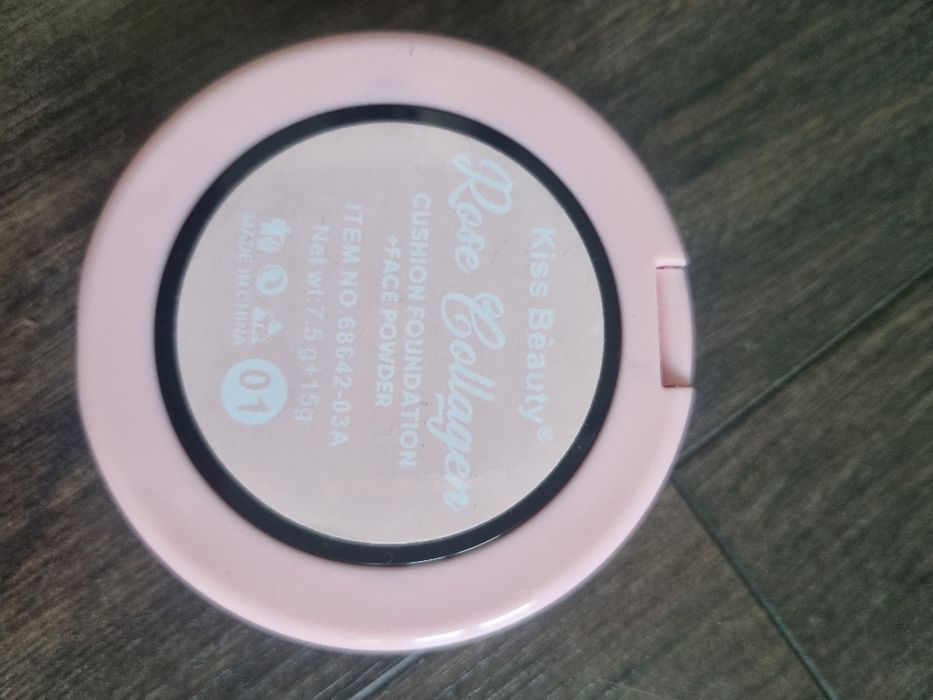 Kiss Beauty®
Rose Collagen
CUSHION FOUNDATION
+FACE POWDER
ITEM NO.68642-03A
Net wt:7.5 g+15g
MADE IN CHINA
01